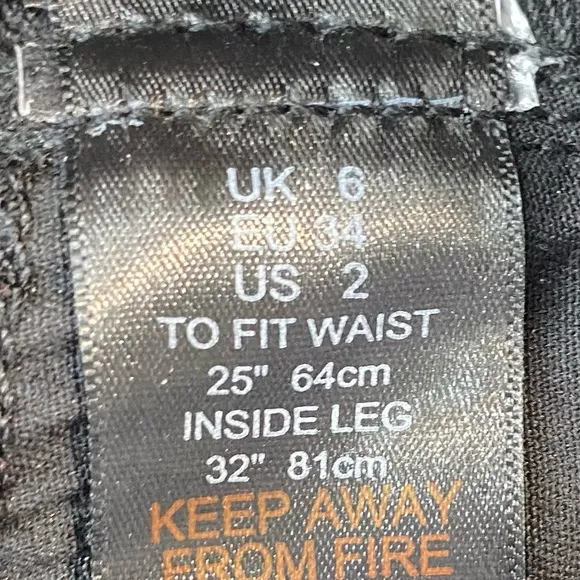 UK 6
EU 34
US 2
TO FIT WAIST
25" 64cm
INSIDE LEG
32" 81cm
KEEP AWAY
FROM FIRE